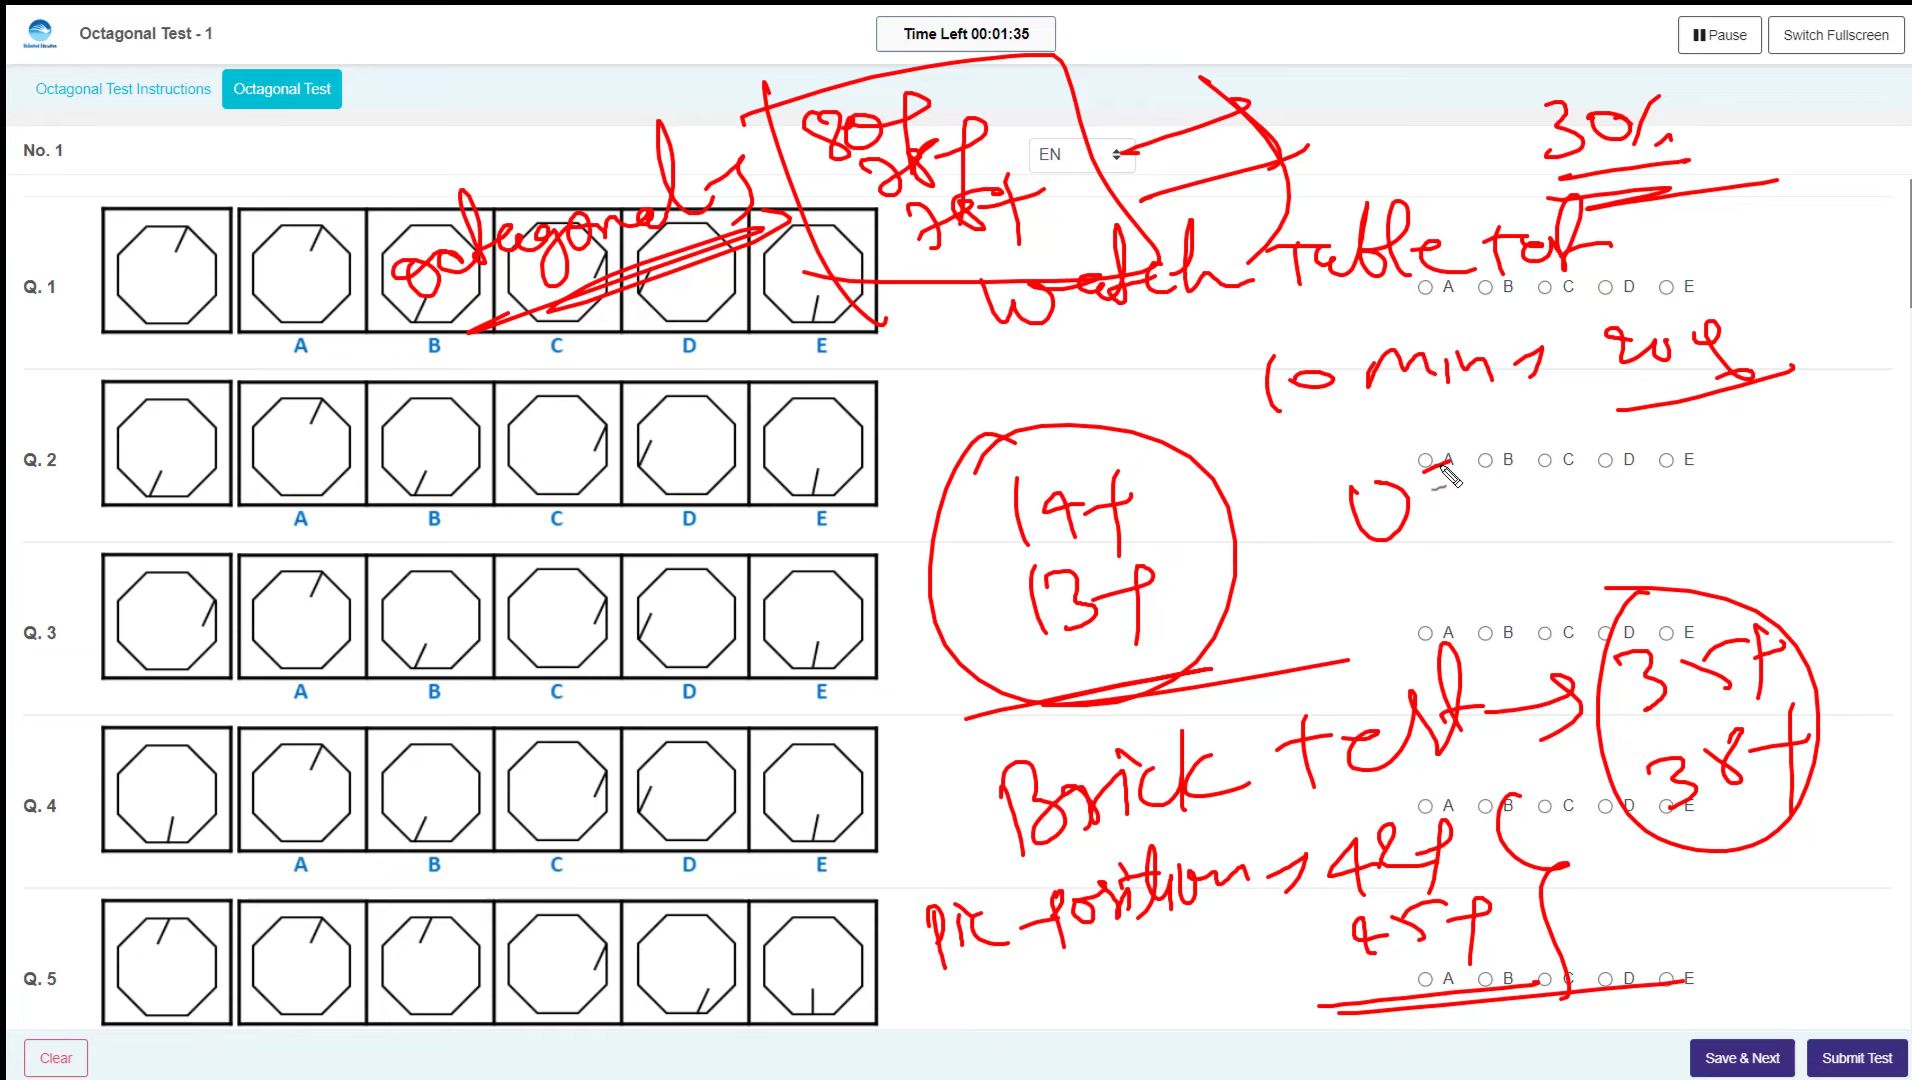 Octagonal Test - 1
Time Left 00:01:35
Pause
Switch Fullscreen
Octagonal Test Instructions
Octagonal Test
30%
No. 1
EN
Watch Table test
Q. 1
A B C D E
A B C D E
10 min
Q. 2
A B C D E
A B C D E
14+
13+
Q. 3
A B C D E
A B C D E
35+
38+
Brick test
Q. 4
A B C D E
A B C D E
Pic-position
42+
45+
Q. 5
A B C D E
Clear
Save & Next
Submit Test